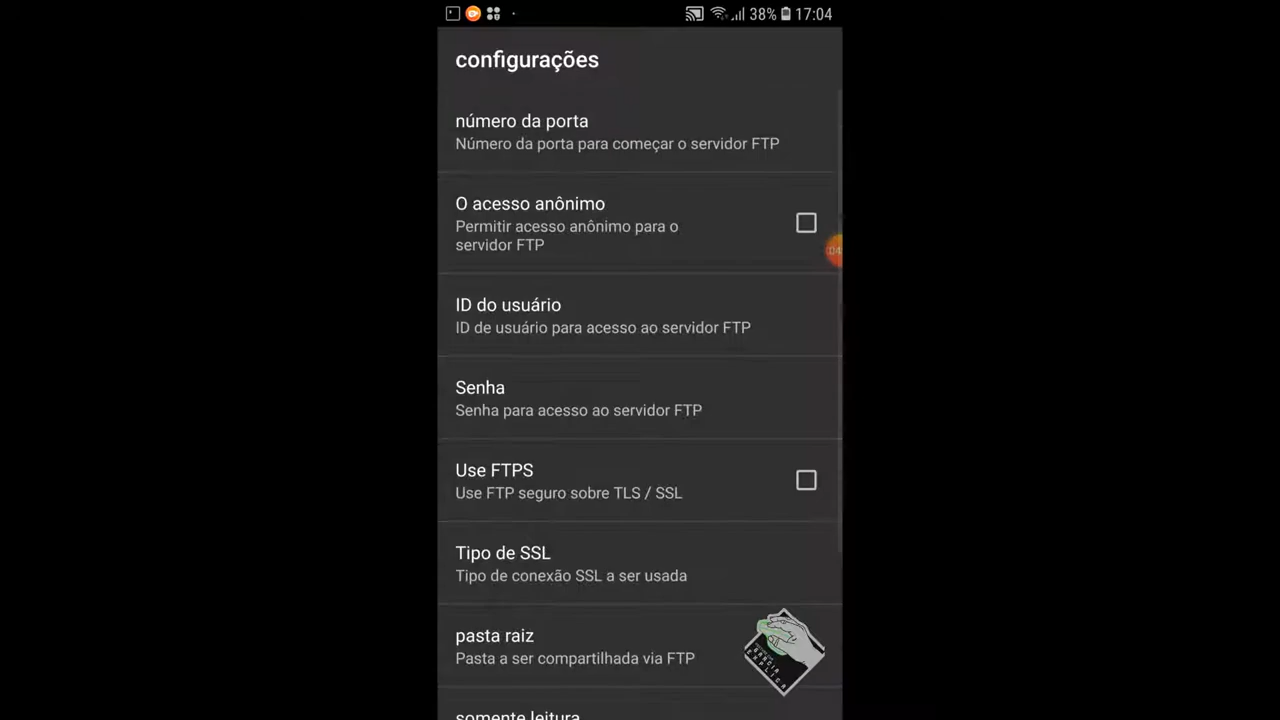 38% 17:04
configurações
número da porta
Número da porta para começar o servidor FTP
O acesso anônimo
Permitir acesso anônimo para o
servidor FTP
ID do usuário
ID de usuário para acesso ao servidor FTP
Senha
Senha para acesso ao servidor FTP
Use FTPS
Use FTP seguro sobre TLS / SSL
Tipo de SSL
Tipo de conexão SSL a ser usada
pasta raiz
Pasta a ser compartilhada via FTP
GARCIA
EXPLICA
somente leitura